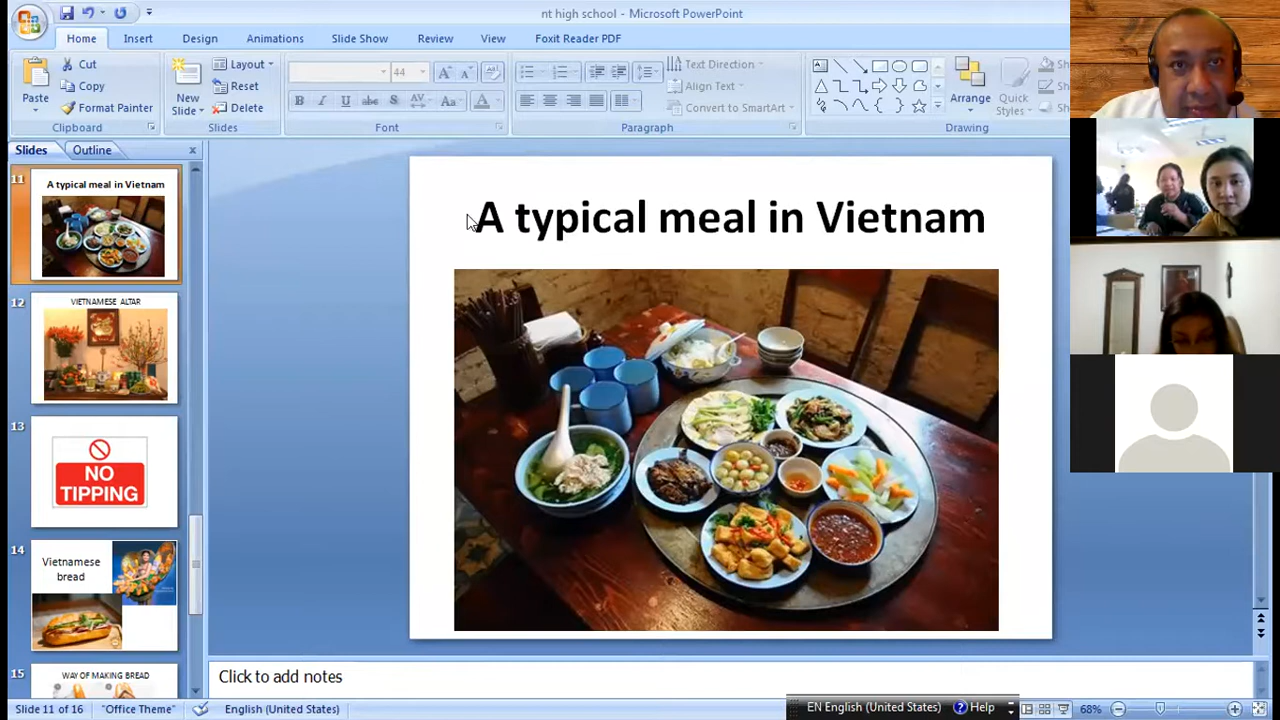 nt high school - Microsoft PowerPoint
Home Insert Design Animations Slide Show Review View Foxit Reader PDF
Paste
Cut
Copy
Format Painter
Clipboard
New
Slide
Layout
Reset
Delete
Slides
44
B I U abc S AV Aa A
Font
Text Direction
Align Text
Convert to SmartArt
Paragraph
Arrange
Quick
Styles
Drawing
Slides Outline
11
A typical meal in Vietnam
12
VIETNAMESE ALTAR
13
NO
TIPPING
14
Vietnamese
bread
15
WAY OF MAKING BREAD
A typical meal in Vietnam
Click to add notes
Slide 11 of 16 "Office Theme" English (United States)
EN English (United States) Help
68%